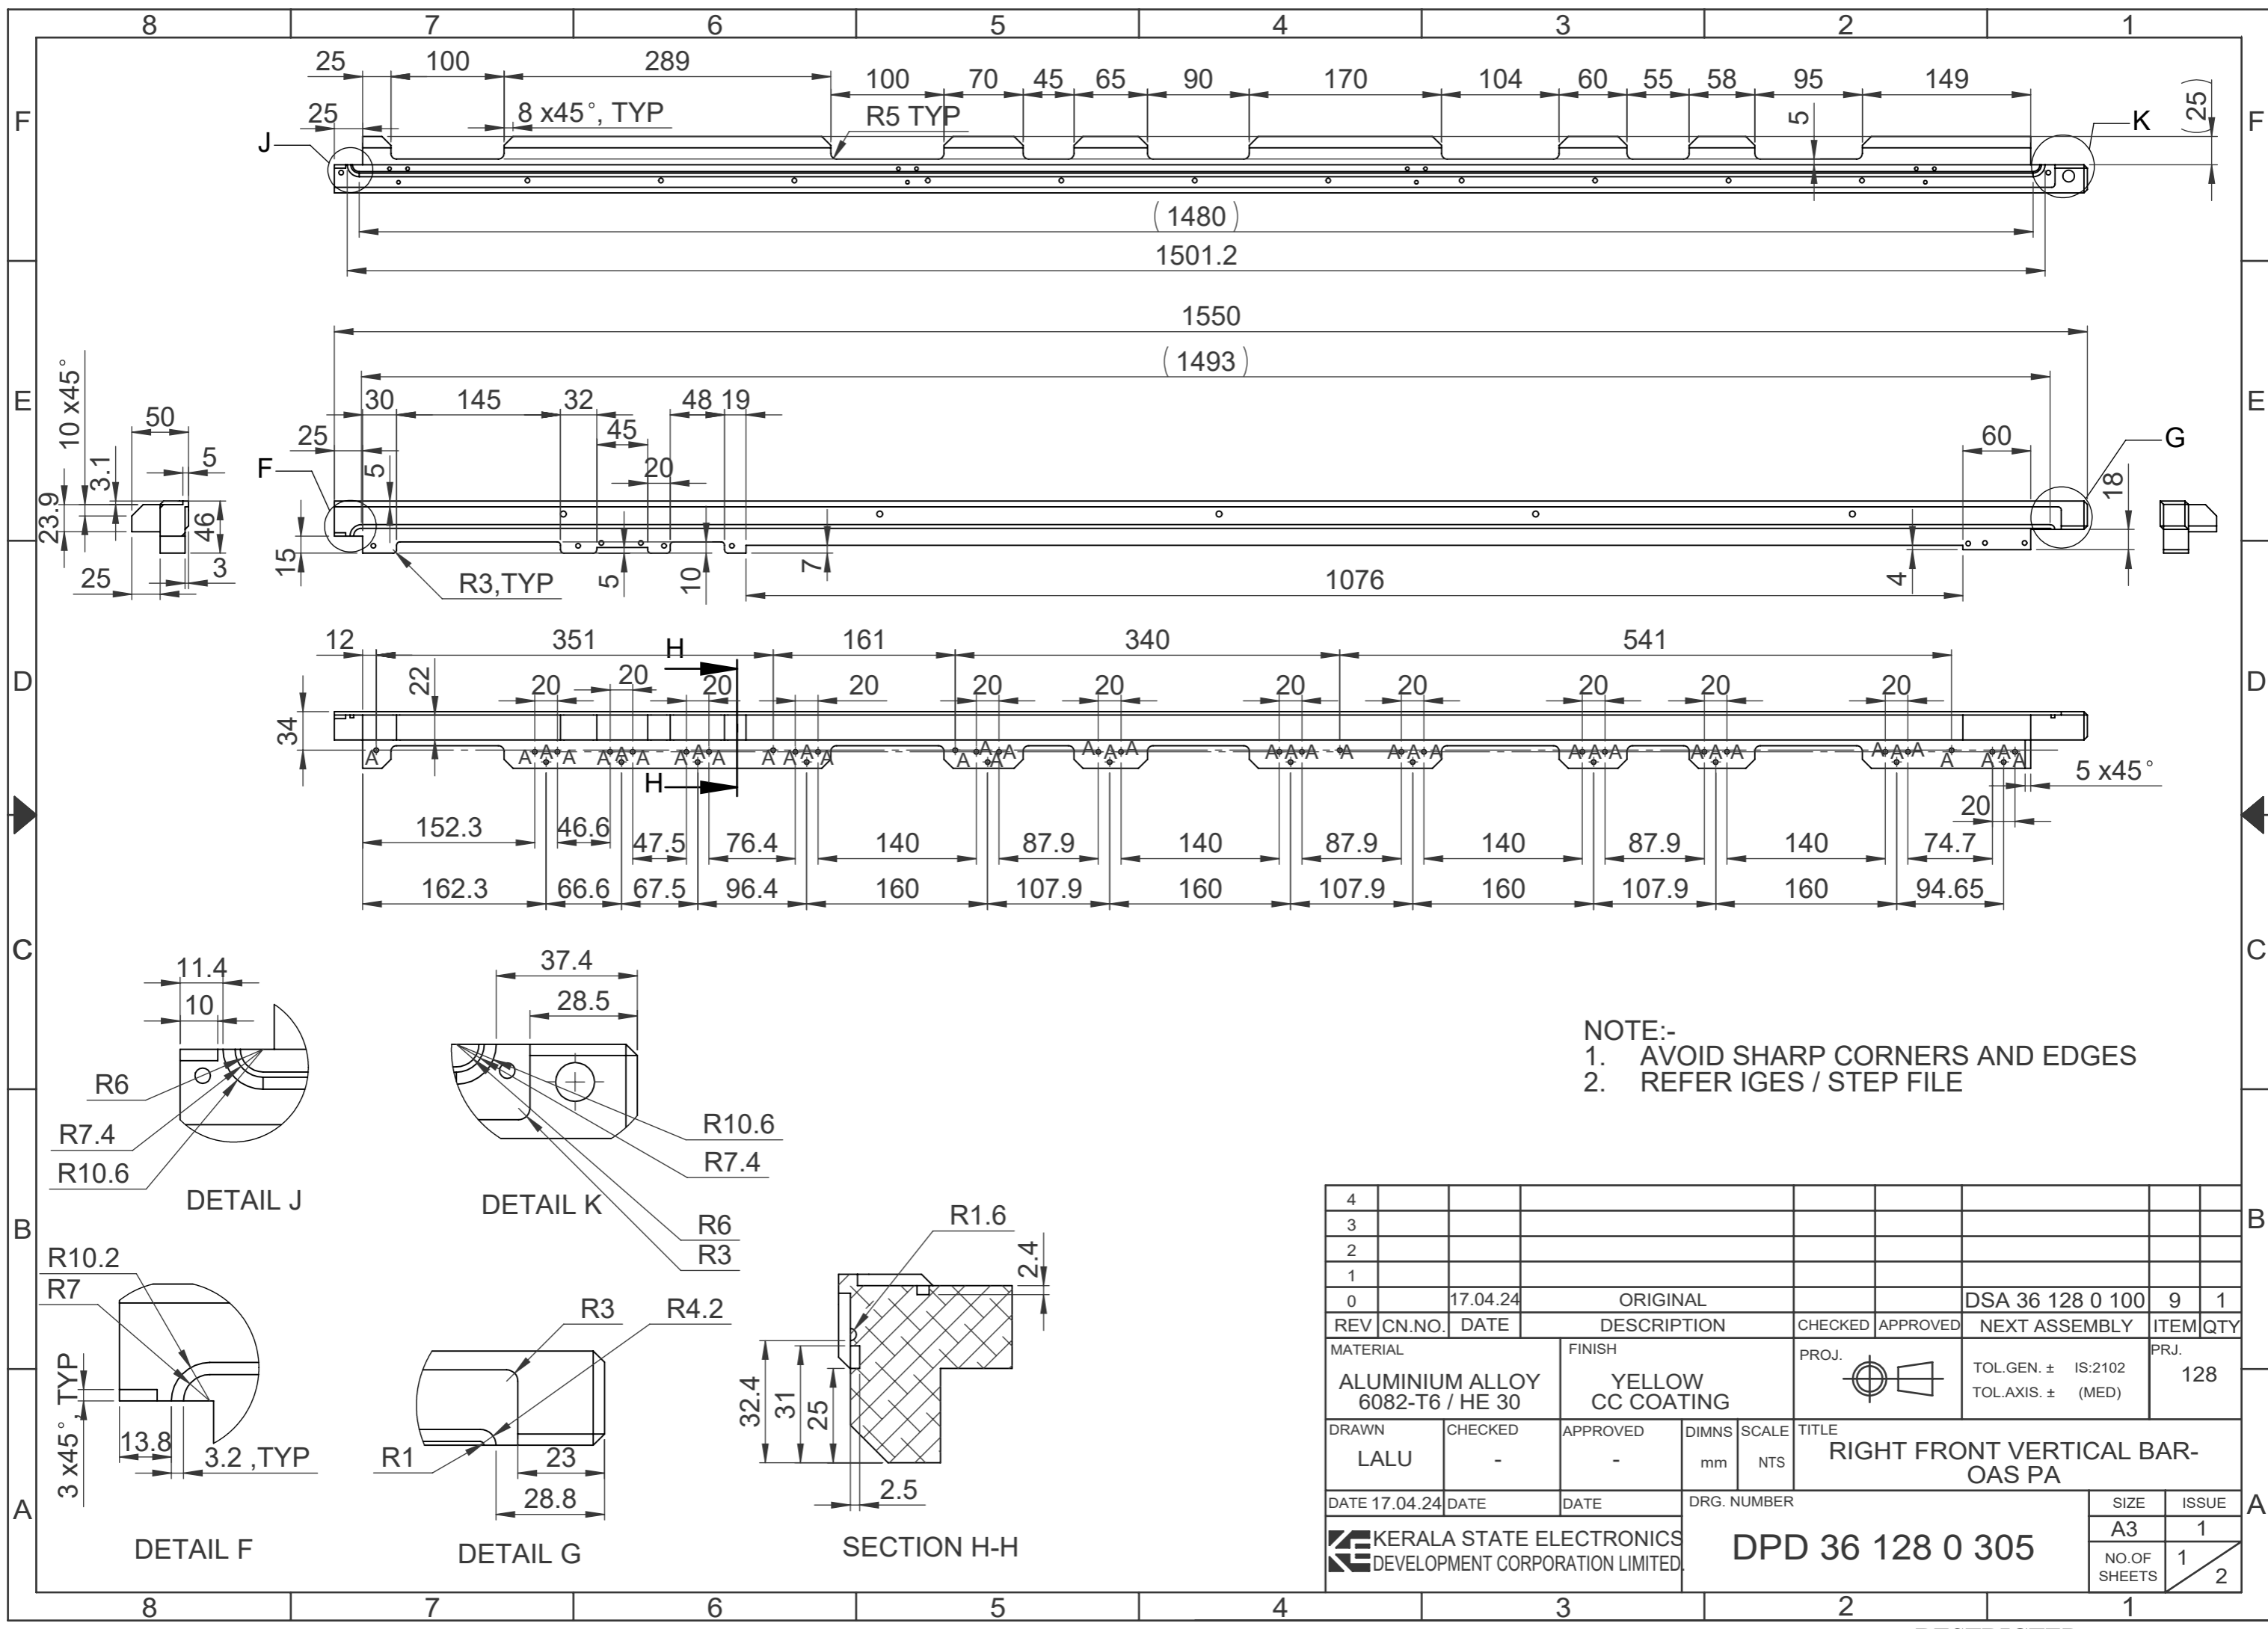 8 7 6 5 4 3 2 1
F F
25 100 289
100 70 45 65 90 170 104 60 55 58 95 149
25 8 x45°, TYP R5 TYP 5 (25)
J K
(1480)
1501.2
1550
(1493)
E E
10 x45° 50 3.1 5 23.9 46 25 3
30 145 32 48 19
25 45 60
F 5 20 G
18
15 R3,TYP 5 10 7 1076 4
D D
12 351 H 161 340 541
22 20 20 20 20 20 20 20 20 20 20 20
34
A A A A A A A A A A A A A A A A A A A A A A A A A A A A A A A A A A A A A A
H
5 x45°
20
152.3 46.6 47.5 76.4 140 87.9 140 87.9 140 87.9 140 74.7
162.3 66.6 67.5 96.4 160 107.9 160 107.9 160 107.9 160 94.65
C C
11.4
10
R6
R7.4
R10.6
DETAIL J
37.4
28.5
R10.6
R7.4
R6
R3
DETAIL K
NOTE:-
1. AVOID SHARP CORNERS AND EDGES
2. REFER IGES / STEP FILE
B B
R10.2
R7
3 x45°, TYP
13.8
3.2 ,TYP
DETAIL F
R3 R4.2
R1 23
28.8
DETAIL G
R1.6
2.4
32.4 31 25
2.5
SECTION H-H
4
3
2
1
0 17.04.24 ORIGINAL DSA 36 128 0 100 9 1
REV CN.NO. DATE DESCRIPTION CHECKED APPROVED NEXT ASSEMBLY ITEM QTY
MATERIAL
ALUMINIUM ALLOY
6082-T6 / HE 30
FINISH
YELLOW
CC COATING
PROJ.
TOL.GEN. ± IS:2102
TOL.AXIS. ± (MED)
PRJ.
128
DRAWN CHECKED APPROVED DIMNS SCALE TITLE
LALU - - mm NTS
RIGHT FRONT VERTICAL BAR-
OAS PA
DATE 17.04.24 DATE DATE
DRG. NUMBER
DPD 36 128 0 305
SIZE ISSUE
A3 1
NO.OF
SHEETS
1
2
KERALA STATE ELECTRONICS
DEVELOPMENT CORPORATION LIMITED.
A A
8 7 6 5 4 3 2 1